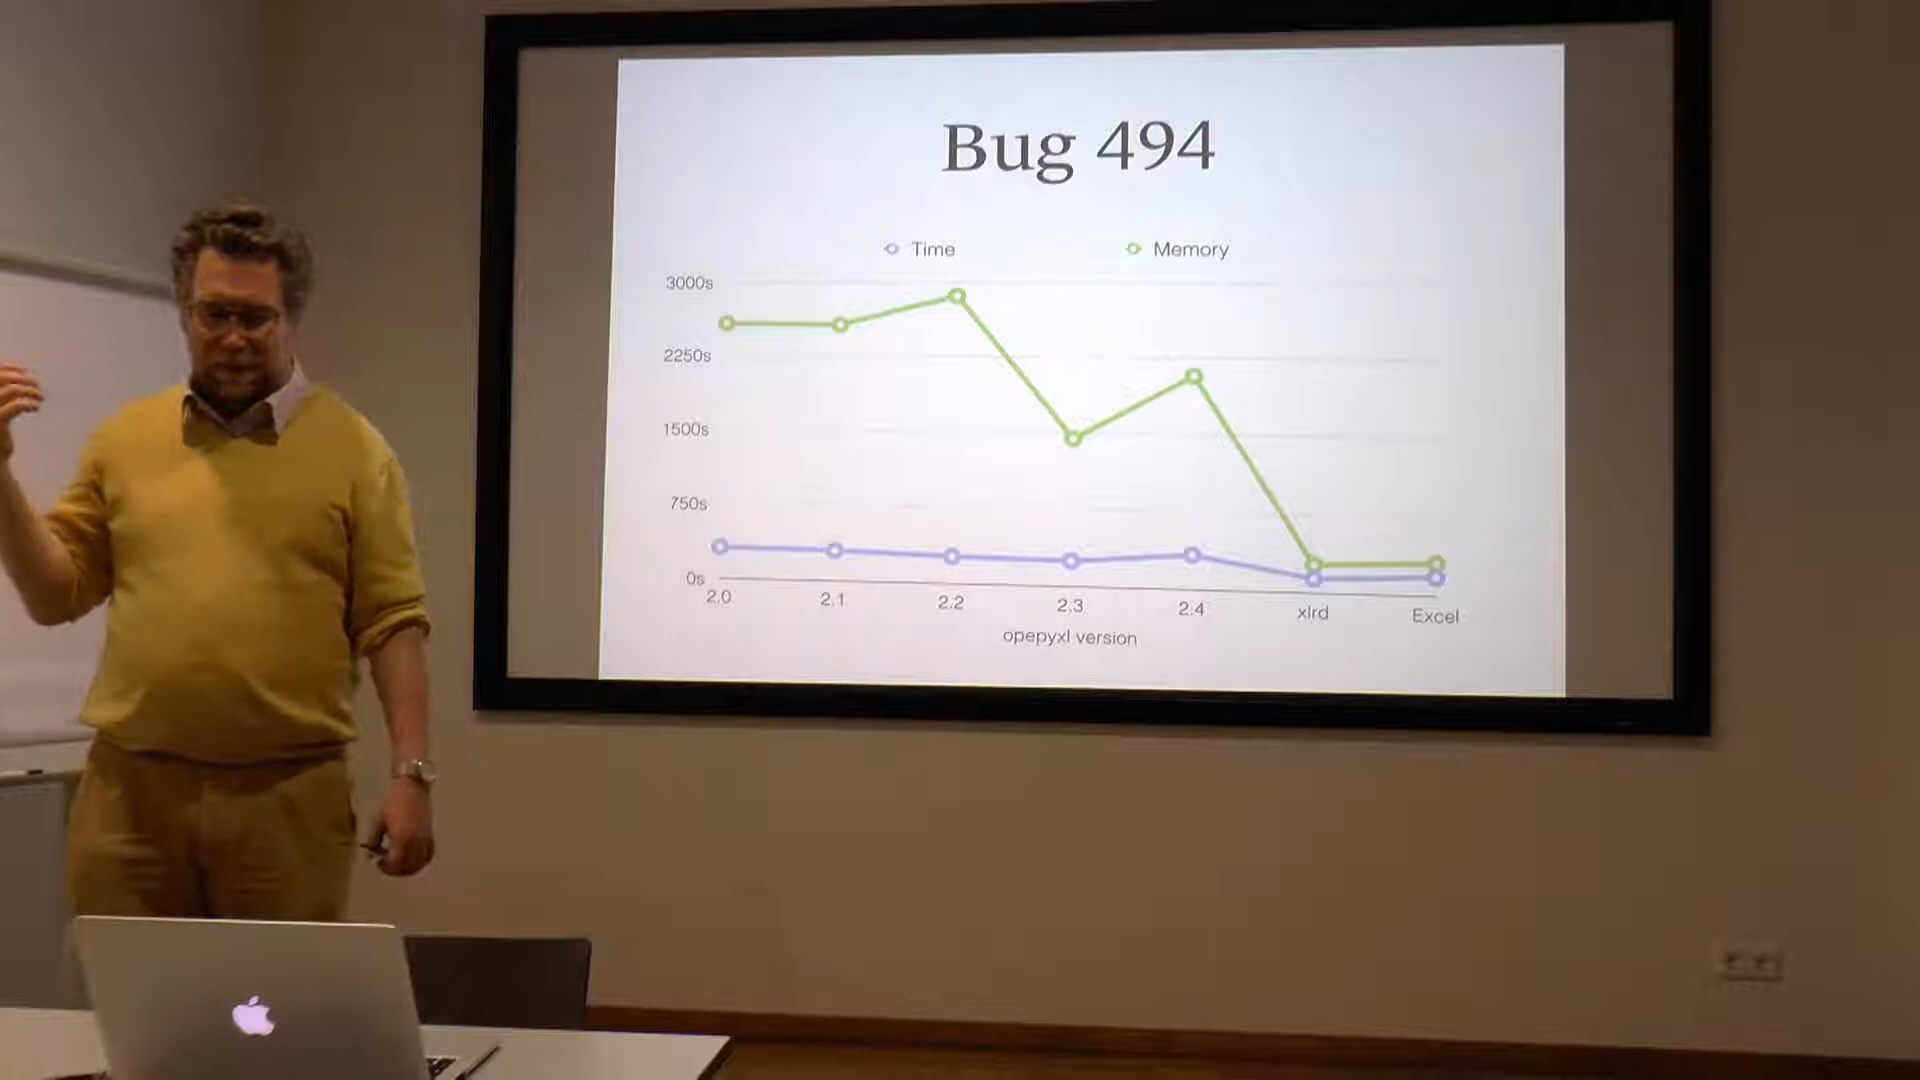 Bug 494
Time
Memory
3000s
2250s
1500s
750s
0s
2.0
2.1
2.2
2.3
2.4
xlrd
Excel
opepyxl version